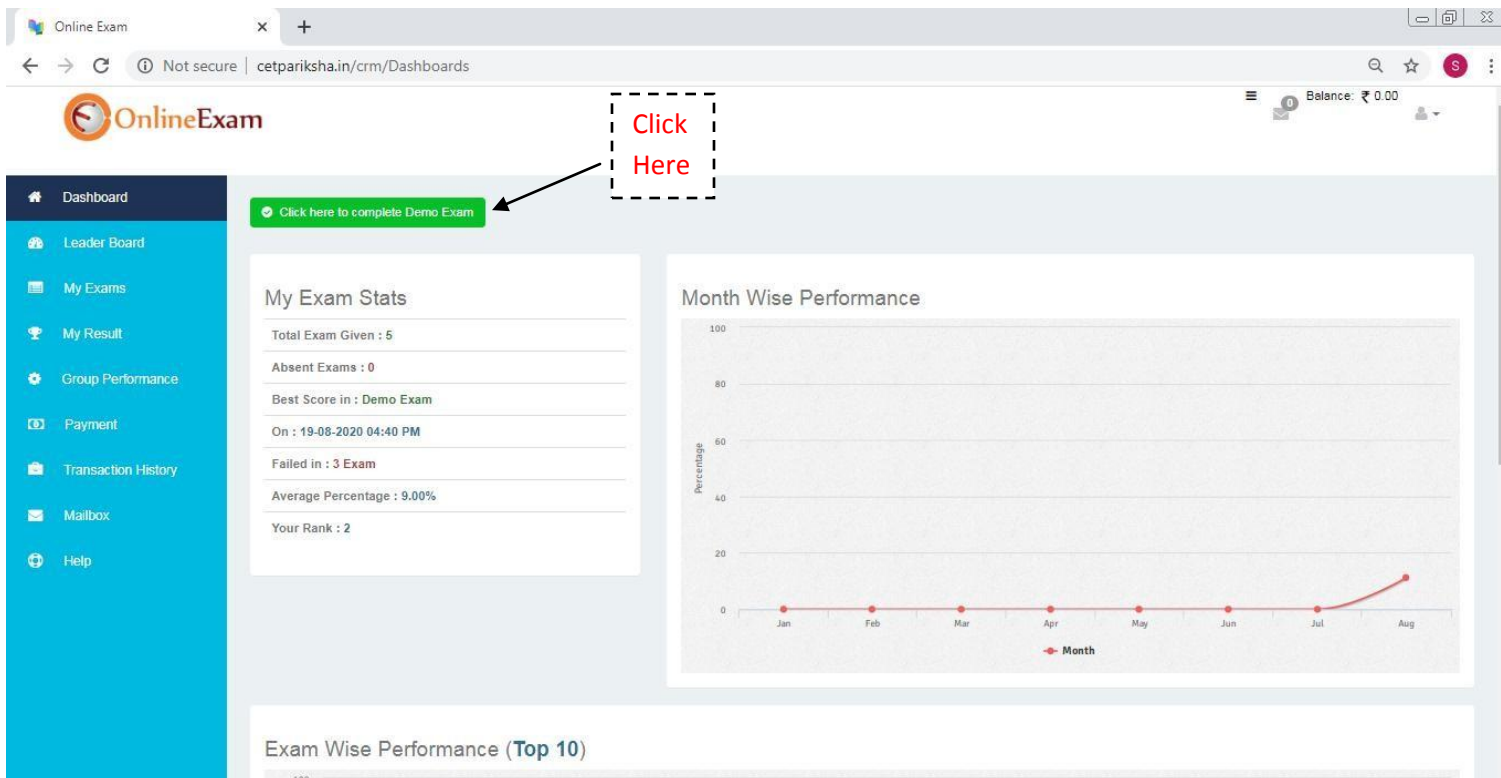 Online Exam
Not secure | cetpariksha.in/crm/Dashboards
S
OnlineExam
0
Balance: ₹ 0.00
Click
Here
Dashboard
Leader Board
My Exams
My Result
Group Performance
Payment
Transaction History
Mailbox
Help
Click here to complete Demo Exam
My Exam Stats
Total Exam Given : 5
Absent Exams : 0
Best Score in : Demo Exam
On : 19-08-2020 04:40 PM
Failed in : 3 Exam
Average Percentage : 9.00%
Your Rank : 2
Month Wise Performance
100
80
60
40
20
0
Percentage
Jan Feb Mar Apr May Jun Jul Aug
Month
Exam Wise Performance (Top 10)